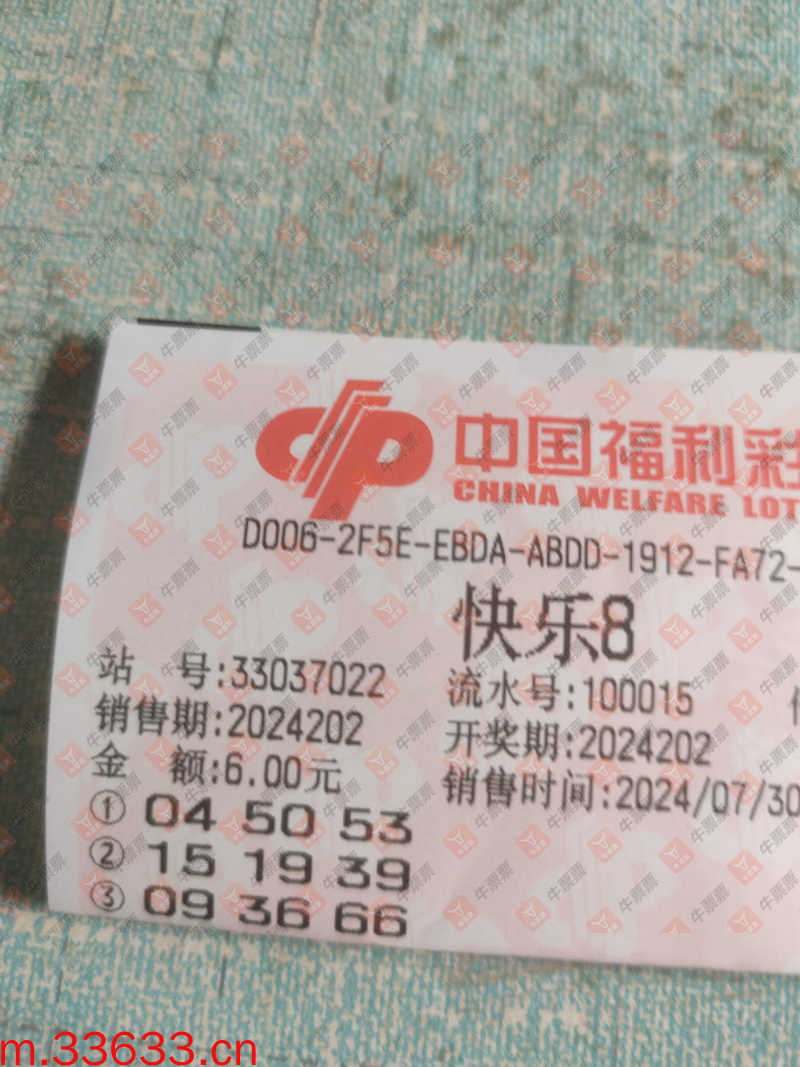 中国福利彩
CHINA WELFARE LOT
D006-2F5E-EBDA-ABDD-1912-FA72-
快乐8
站 号:33037022 流水号:100015
销售期:2024202 开奖期:2024202
金 额:6.00元 销售时间:2024/07/30
① 04 50 53
② 15 19 39
③ 09 36 66
m.33633.cn
牛票票